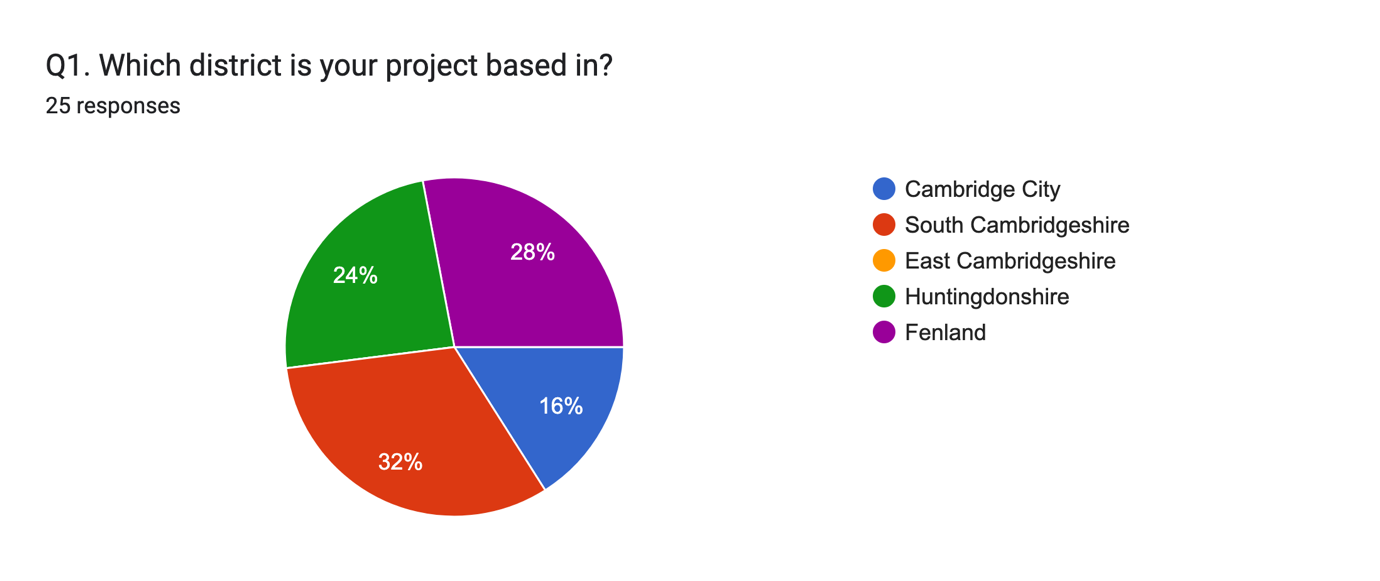 Q1. Which district is your project based in?
25 responses
28%
24%
16%
32%
Cambridge City
South Cambridgeshire
East Cambridgeshire
Huntingdonshire
Fenland